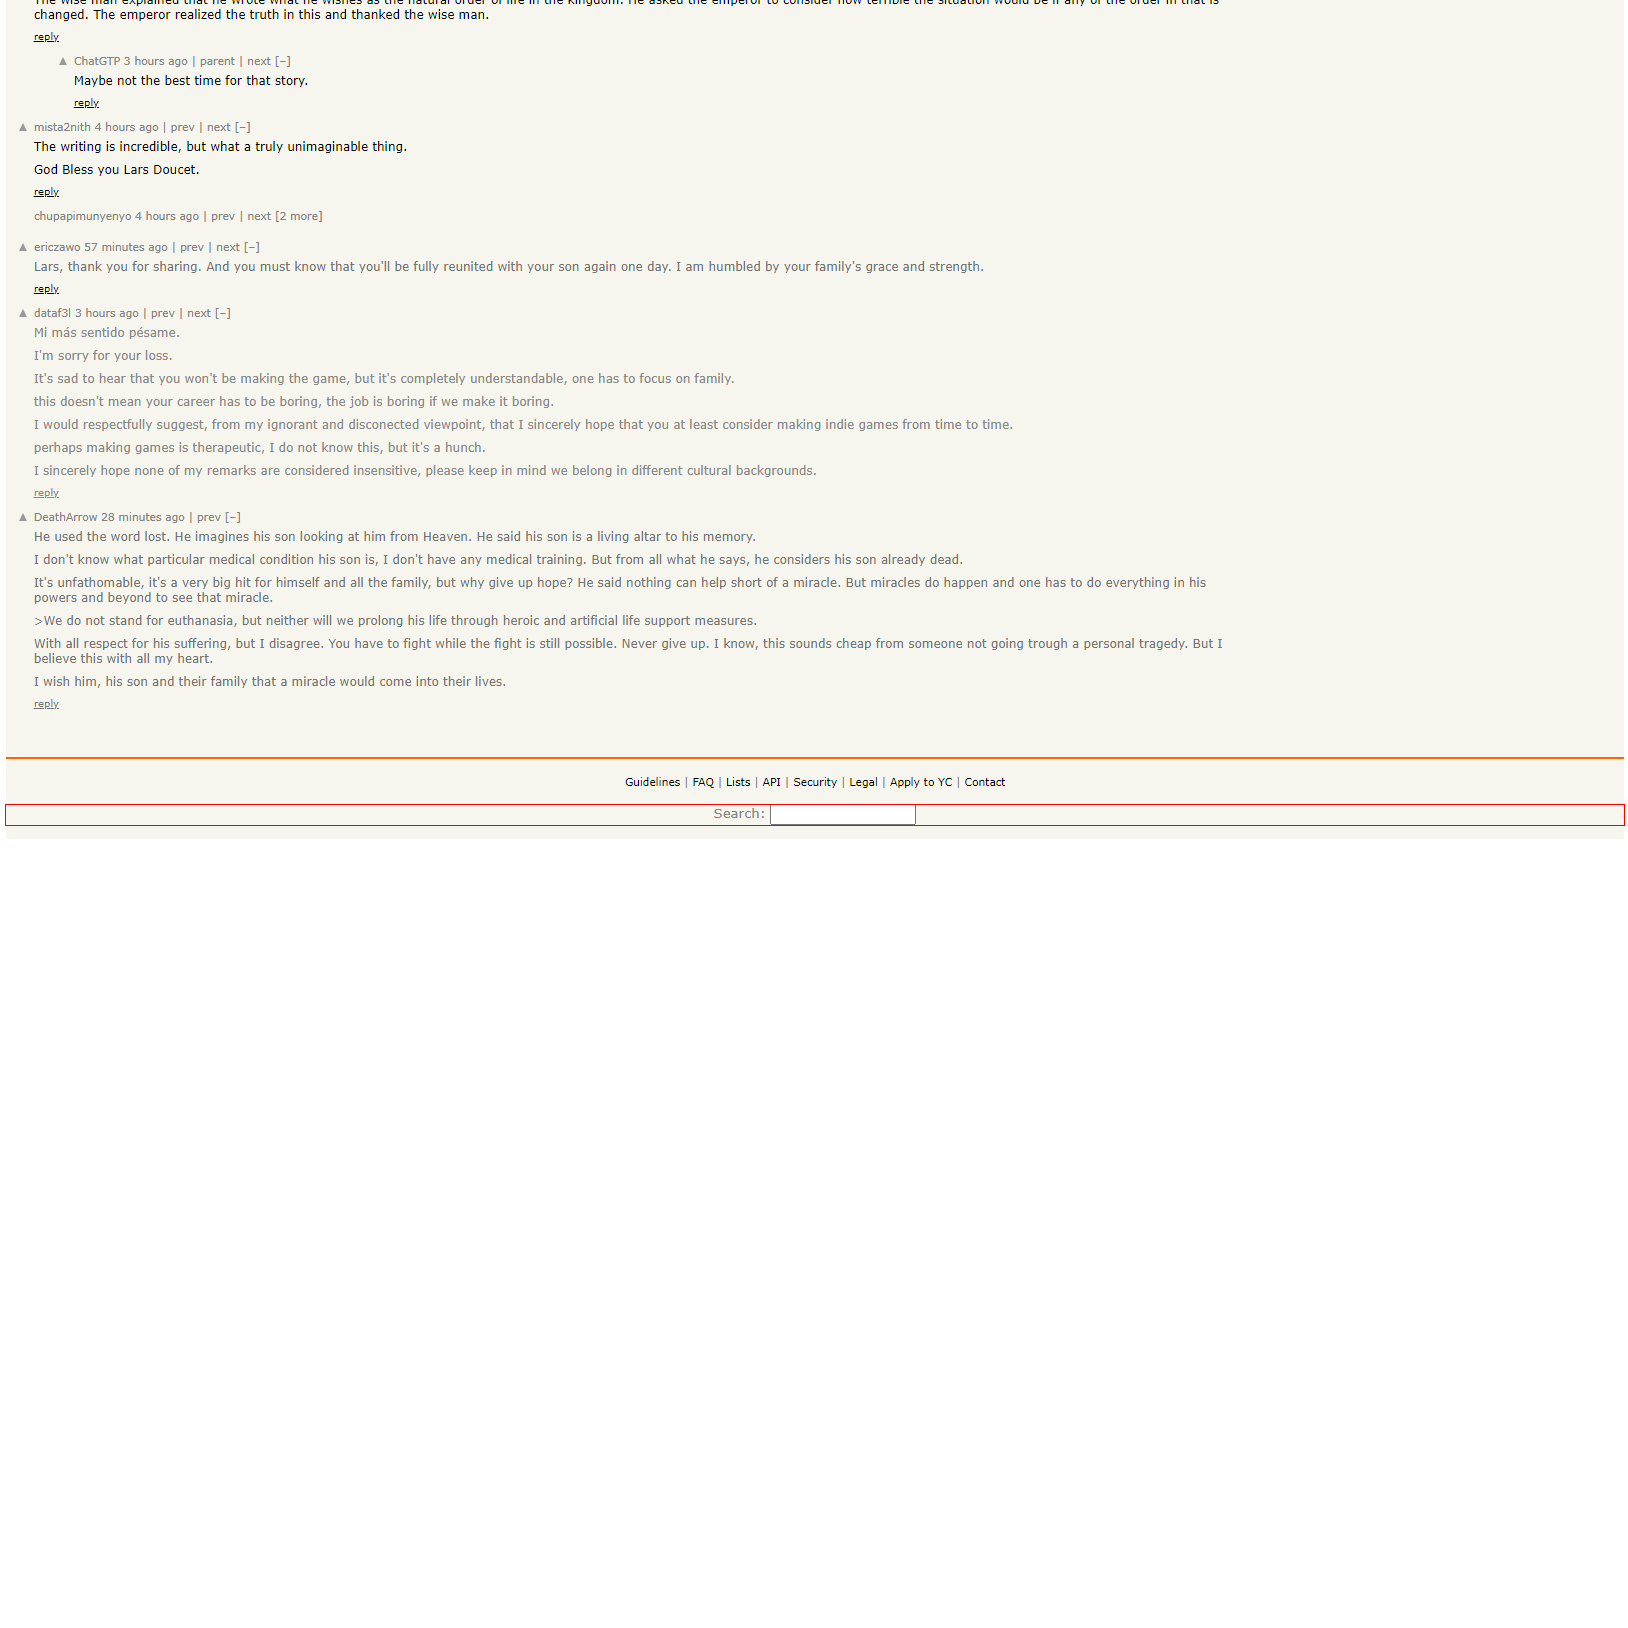 The wise man explained that he wrote what he wishes as the natural order of life in the kingdom. He asked the emperor to consider how terrible the situation would be if any of the order in that is
changed. The emperor realized the truth in this and thanked the wise man.
reply
▲ ChatGTP 3 hours ago | parent | next [–]
Maybe not the best time for that story.
reply
▲ mista2nith 4 hours ago | prev | next [–]
The writing is incredible, but what a truly unimaginable thing.
God Bless you Lars Doucet.
reply
chupapimunyenyo 4 hours ago | prev | next [2 more]
▲ ericzawo 57 minutes ago | prev | next [–]
Lars, thank you for sharing. And you must know that you'll be fully reunited with your son again one day. I am humbled by your family's grace and strength.
reply
▲ dataf3l 3 hours ago | prev | next [–]
Mi más sentido pésame.
I'm sorry for your loss.
It's sad to hear that you won't be making the game, but it's completely understandable, one has to focus on family.
this doesn't mean your career has to be boring, the job is boring if we make it boring.
I would respectfully suggest, from my ignorant and disconected viewpoint, that I sincerely hope that you at least consider making indie games from time to time.
perhaps making games is therapeutic, I do not know this, but it's a hunch.
I sincerely hope none of my remarks are considered insensitive, please keep in mind we belong in different cultural backgrounds.
reply
▲ DeathArrow 28 minutes ago | prev [–]
He used the word lost. He imagines his son looking at him from Heaven. He said his son is a living altar to his memory.
I don't know what particular medical condition his son is, I don't have any medical training. But from all what he says, he considers his son already dead.
It's unfathomable, it's a very big hit for himself and all the family, but why give up hope? He said nothing can help short of a miracle. But miracles do happen and one has to do everything in his
powers and beyond to see that miracle.
>We do not stand for euthanasia, but neither will we prolong his life through heroic and artificial life support measures.
With all respect for his suffering, but I disagree. You have to fight while the fight is still possible. Never give up. I know, this sounds cheap from someone not going trough a personal tragedy. But I
believe this with all my heart.
I wish him, his son and their family that a miracle would come into their lives.
reply
Guidelines | FAQ | Lists | API | Security | Legal | Apply to YC | Contact
Search: